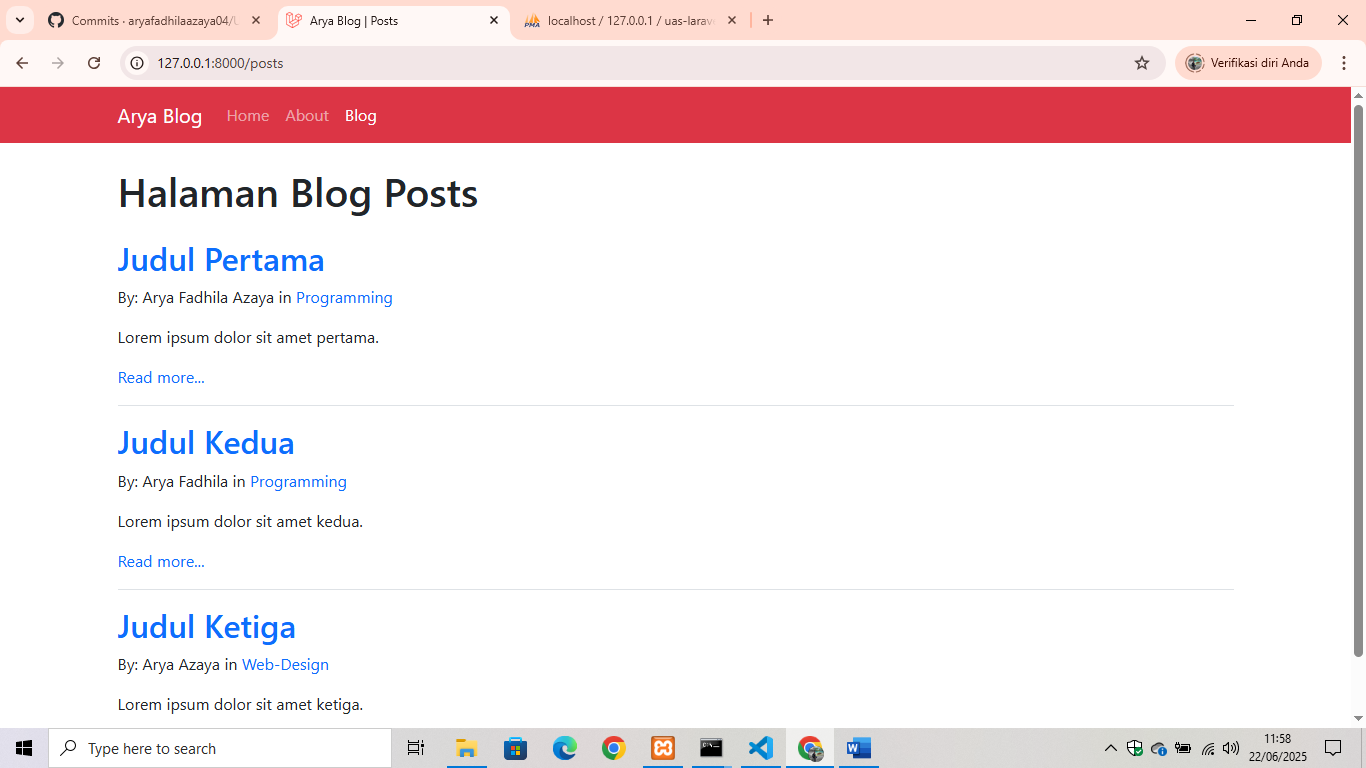 Commits · aryafadhilaazaya04/U
Arya Blog | Posts
localhost / 127.0.0.1 / uas-larave
127.0.0.1:8000/posts
Verifikasi diri Anda
Arya Blog Home About Blog
Halaman Blog Posts
Judul Pertama
By: Arya Fadhila Azaya in Programming
Lorem ipsum dolor sit amet pertama.
Read more...
Judul Kedua
By: Arya Fadhila in Programming
Lorem ipsum dolor sit amet kedua.
Read more...
Judul Ketiga
By: Arya Azaya in Web-Design
Lorem ipsum dolor sit amet ketiga.
Type here to search
11:58
22/06/2025